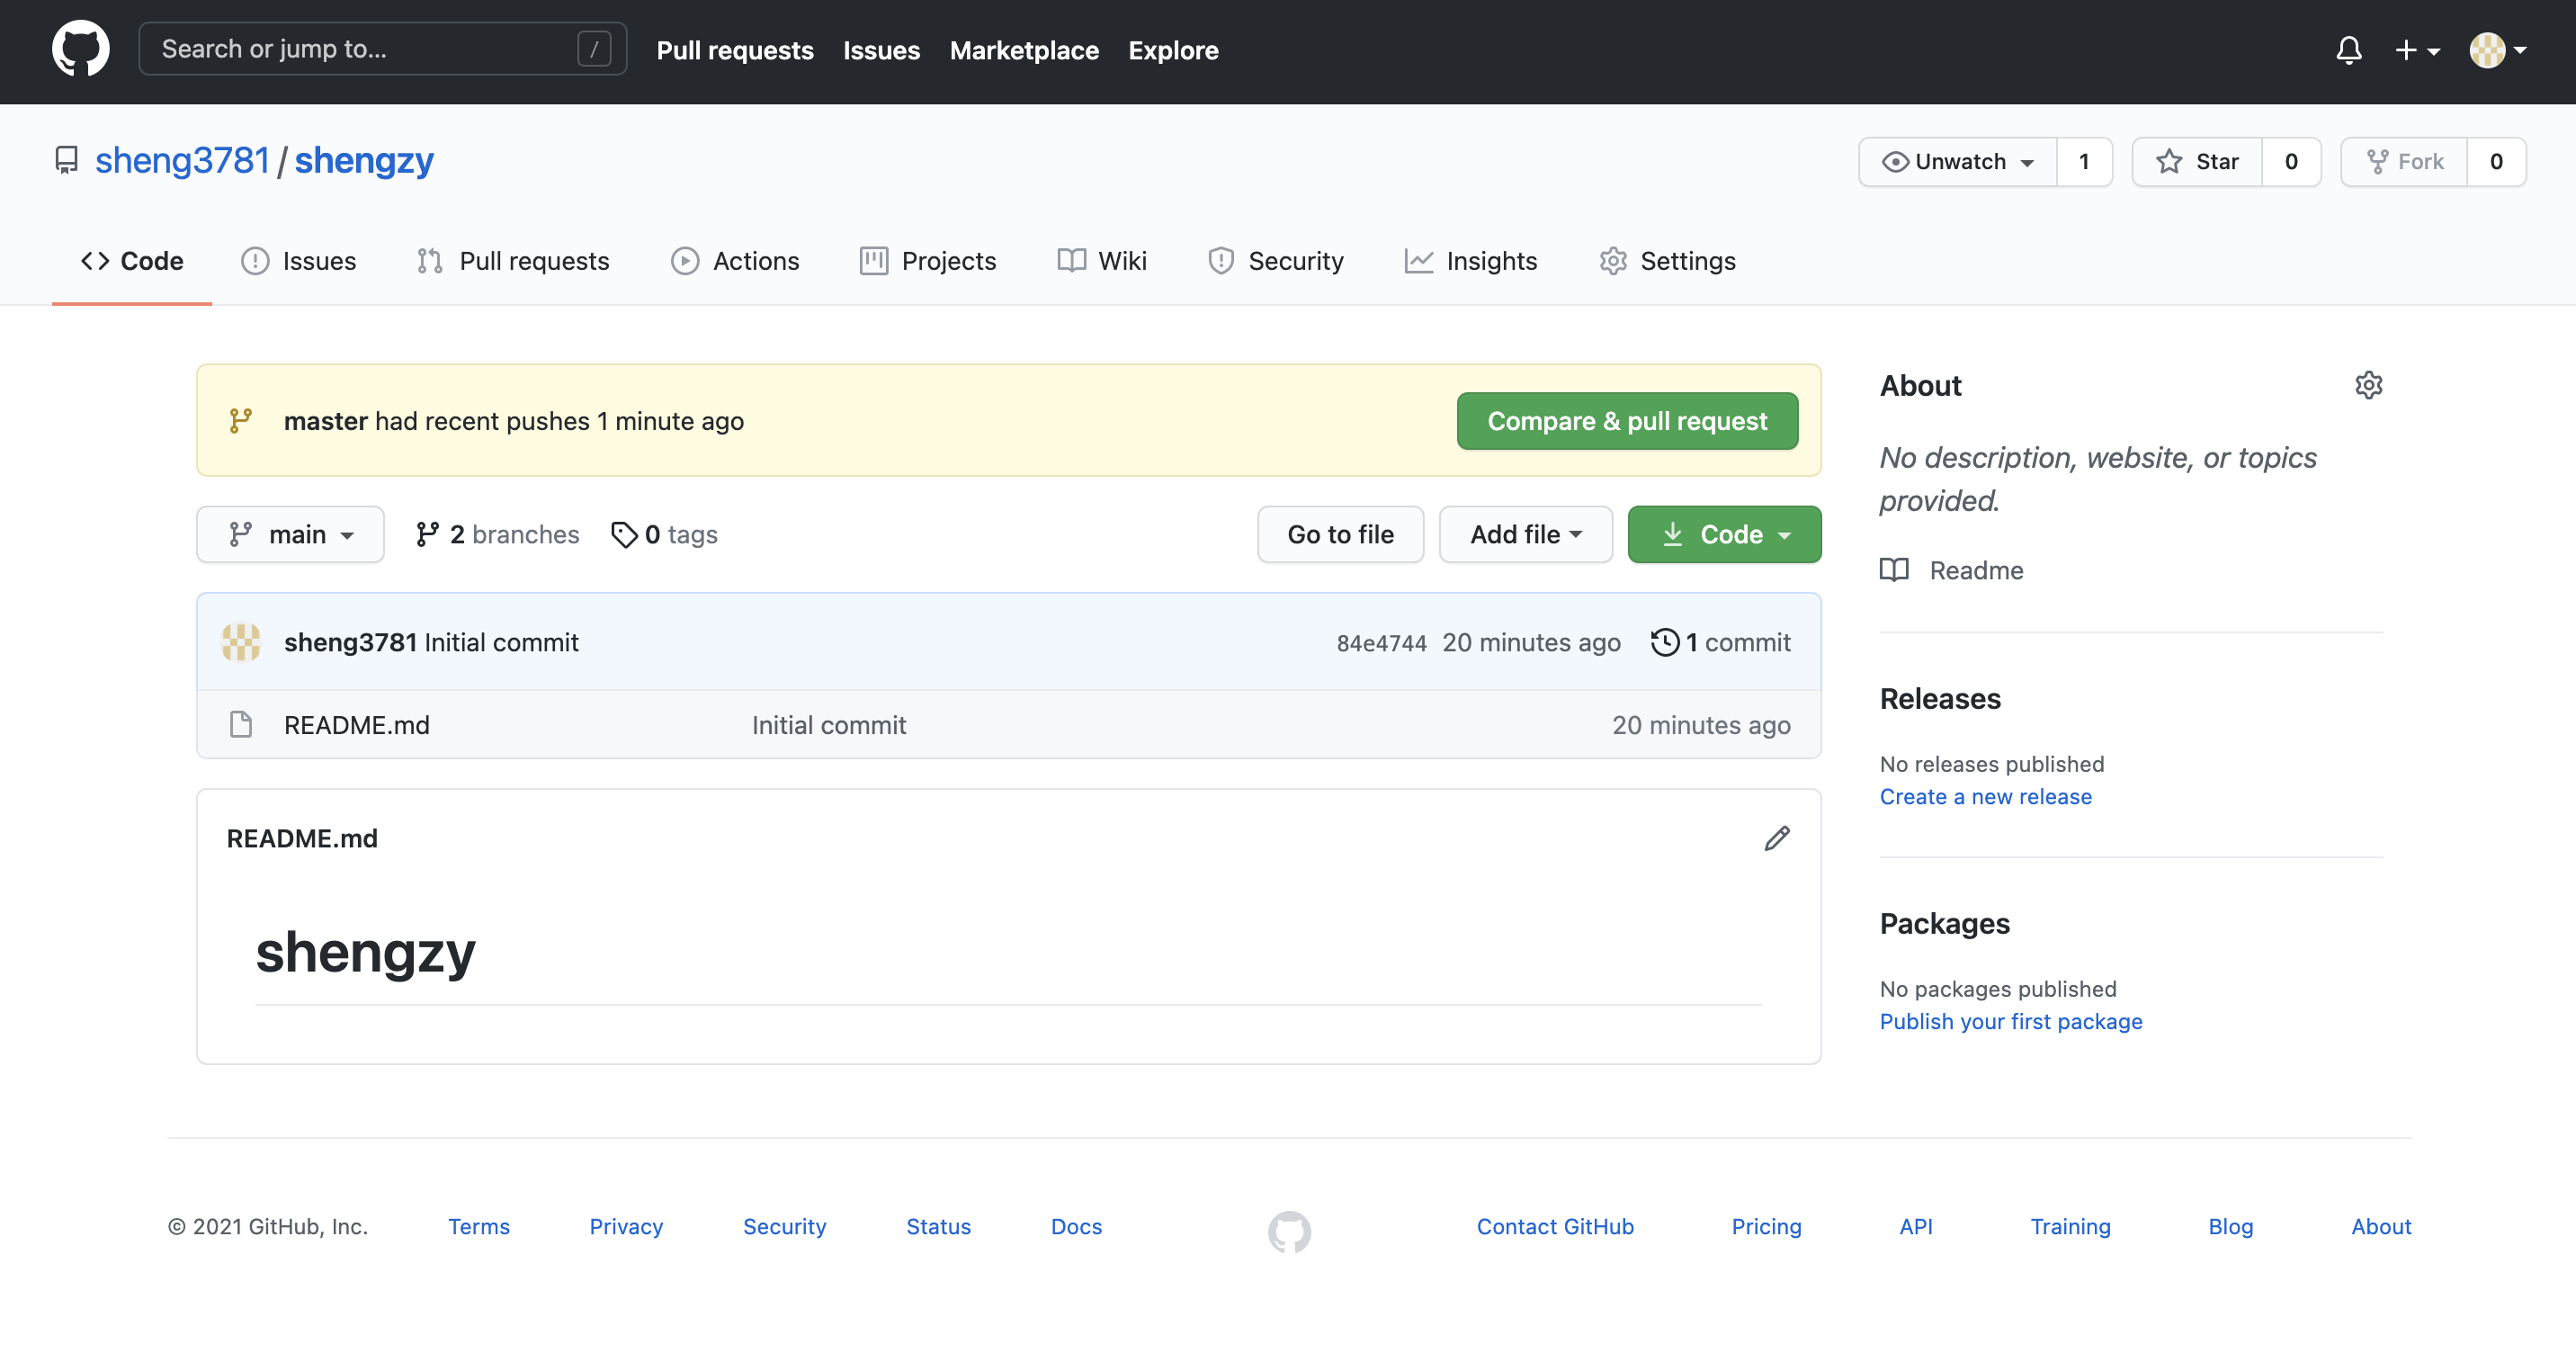 Search or jump to... /
Pull requests Issues Marketplace Explore
sheng3781 / shengzy
Unwatch 1 Star 0 Fork 0
Code Issues Pull requests Actions Projects Wiki Security Insights Settings
master had recent pushes 1 minute ago Compare & pull request
main 2 branches 0 tags Go to file Add file Code
sheng3781 Initial commit 84e4744 20 minutes ago 1 commit
README.md Initial commit 20 minutes ago
README.md
shengzy
About
No description, website, or topics
provided.
Readme
Releases
No releases published
Create a new release
Packages
No packages published
Publish your first package
© 2021 GitHub, Inc. Terms Privacy Security Status Docs Contact GitHub Pricing API Training Blog About